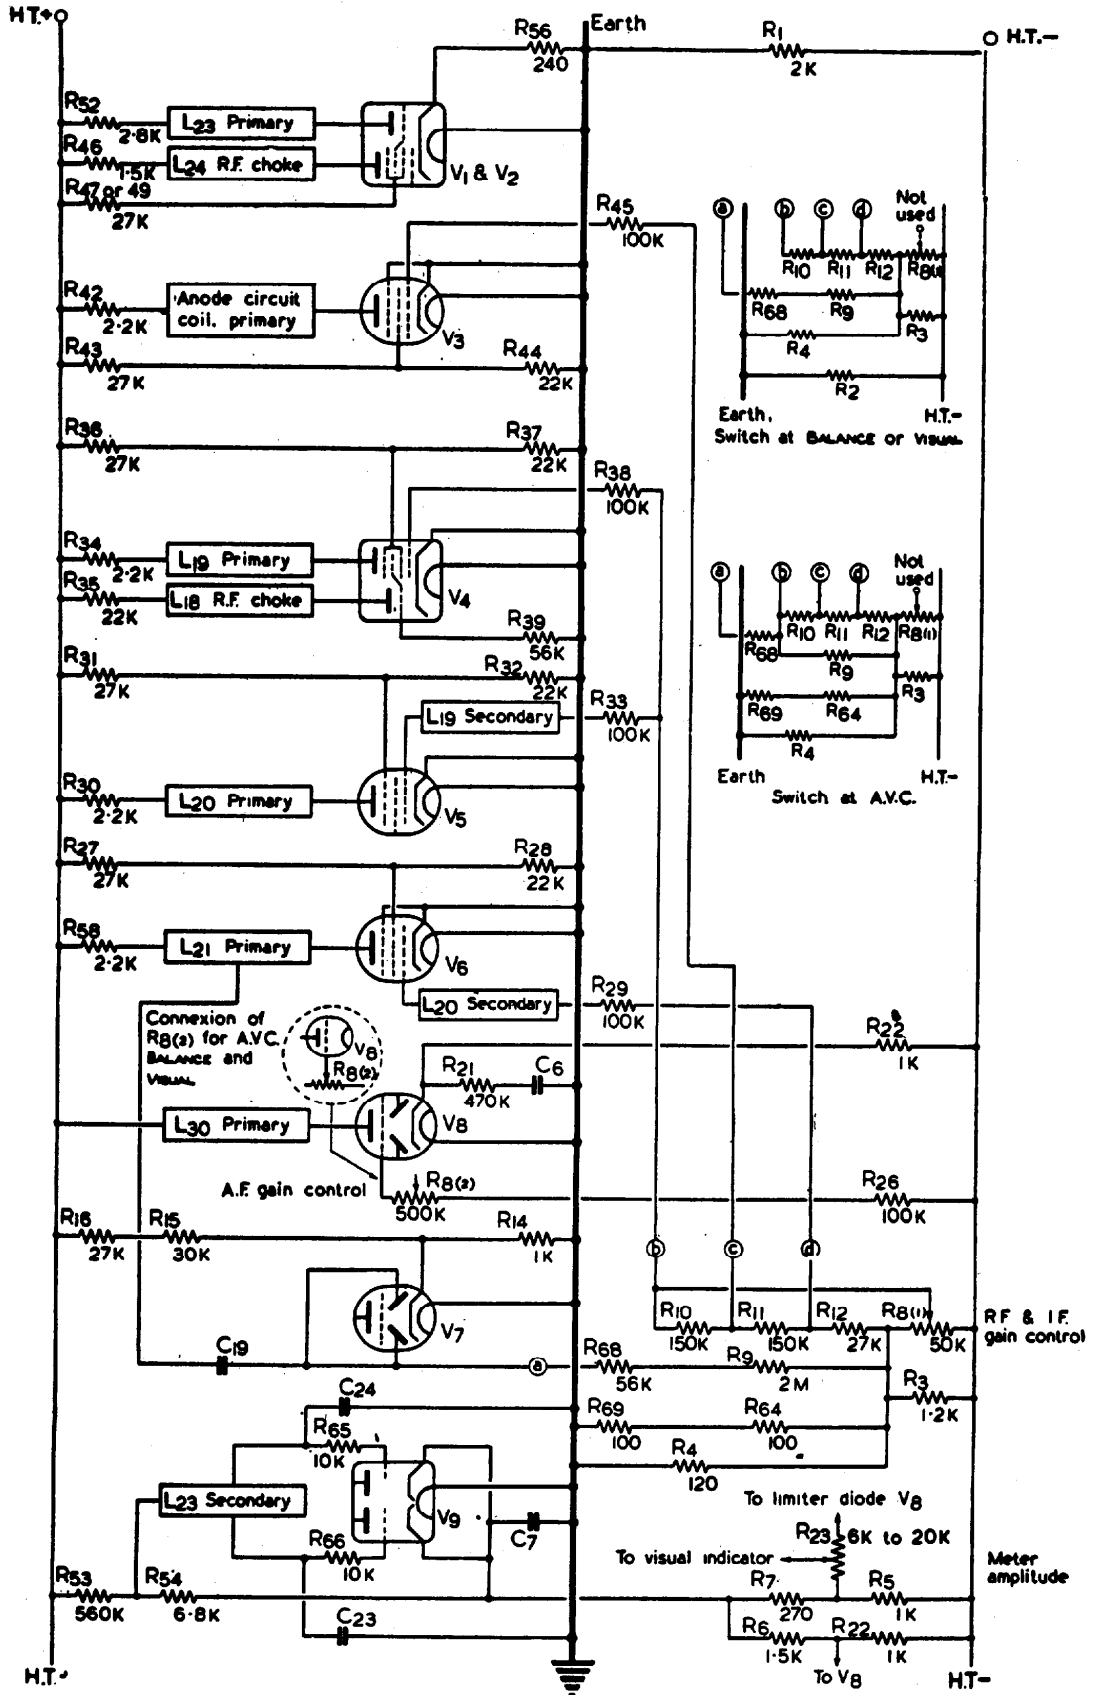 H.T.+
Earth
R56
240
R1
2K
H.T.-
R52
2.8K
L23 Primary
R46
1.5K
L24 R.F. choke
V1 & V2
R47 or 49
27K
R45
100K
a b c d
Not used
R10 R11 R12 R8(1)
R68 R9
R4
R3
R2
Earth,
H.T.-
Switch at BALANCE or VISUAL
R42
2.2K
Anode circuit
coil. primary
V3
R43
27K
R44
22K
R36
27K
R37
22K
R38
100K
R34
2.2K
L19 Primary
R35
22K
L18 R.F. choke
V4
R39
56K
a b c d
Not used
R10 R11 R12 R8(1)
R68
R9
R3
R69 R64
R4
Earth
H.T.-
Switch at A.V.C.
R31
27K
R32
22K
L19 Secondary
R33
100K
R30
2.2K
L20 Primary
V5
R27
27K
R28
22K
R58
2.2K
L21 Primary
V6
L20 Secondary
R29
100K
Connexion of
R8(2) for A.V.C.
BALANCE and
VISUAL
V8
R8(2)
R22
1K
R21
470K
C6
L30 Primary
V8
A.F. gain control
R8(2)
500K
R26
100K
R16
27K
R15
30K
R14
1K
b c d
V7
R10
150K
R11
150K
R12
27K
R8(1)
50K
R.F & I.F.
gain control
C19
a
R68
56K
R9
2M
R3
1.2K
C24
R69
100
R64
100
R65
10K
R4
120
L23 Secondary
V9
C7
To limiter diode V8
R23 6K to 20K
To visual indicator
R66
10K
Meter
amplitude
R53
560K
R54
6.8K
R7
270
R5
1K
C23
R6
1.5K
R22
1K
To V8
H.T.
H.T-